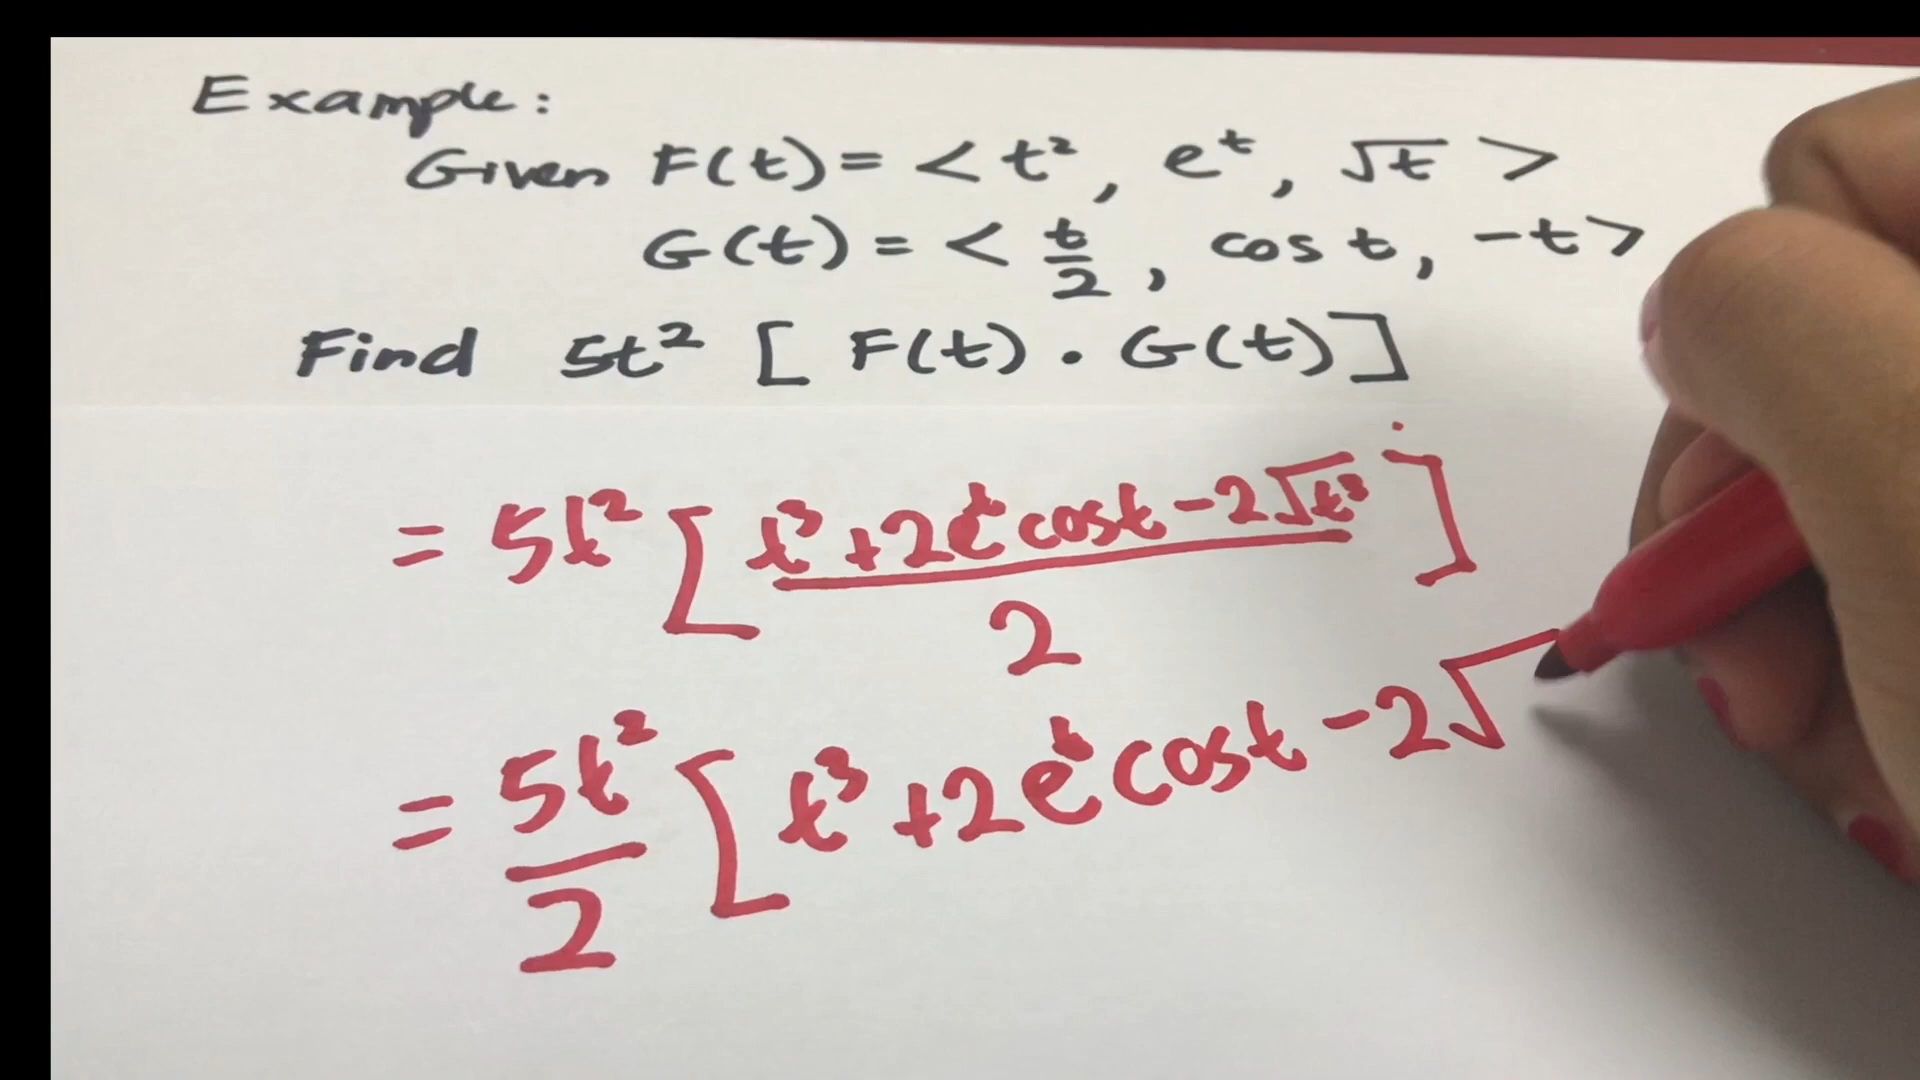 Example:
Given F(t) = < t², eᵗ, √t >
G(t) = < t/2, cos t, -t >
Find 5t² [ F(t) · G(t) ]
= 5t² [ (t³ + 2eᵗ cos t - 2√t³) / 2 ]
= 5t²/2 [ t³ + 2eᵗ cos t - 2√